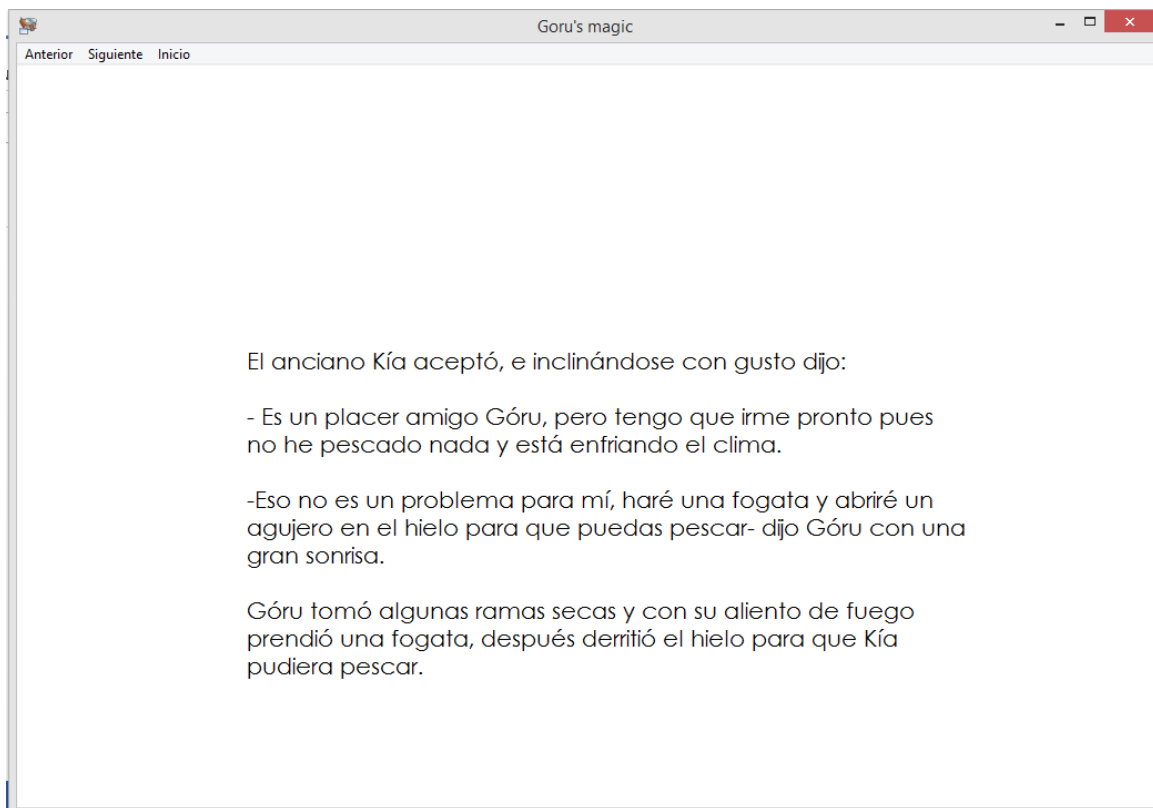 Goru's magic
Anterior Siguiente Inicio
El anciano Kía aceptó, e inclinándose con gusto dijo:
- Es un placer amigo Góru, pero tengo que irme pronto pues
no he pescado nada y está enfriando el clima.
-Eso no es un problema para mí, haré una fogata y abriré un
agujero en el hielo para que puedas pescar- dijo Góru con una
gran sonrisa.
Góru tomó algunas ramas secas y con su aliento de fuego
prendió una fogata, después derritió el hielo para que Kía
pudiera pescar.